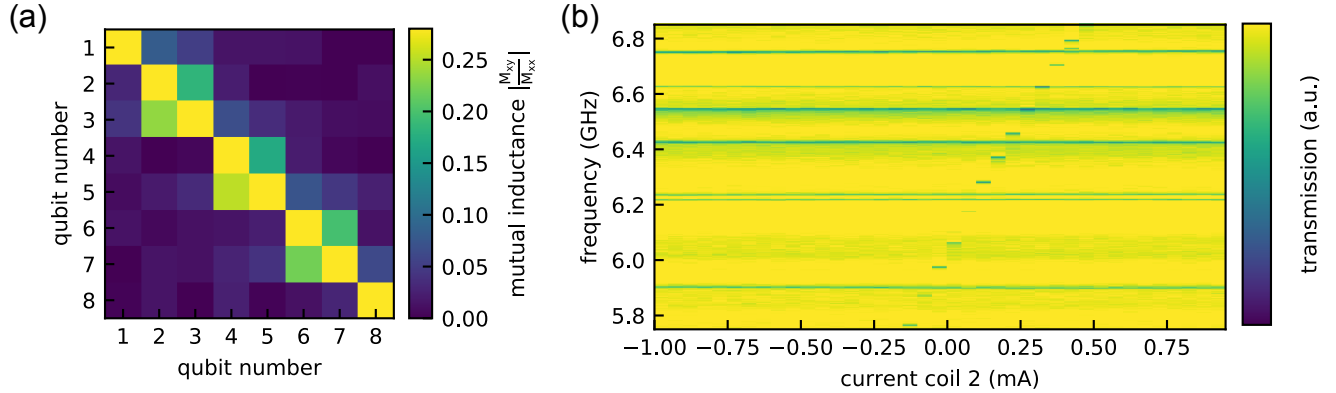 (a)
1
2
3
4
5
6
7
8
qubit number
1 2 3 4 5 6 7 8
qubit number
0.25
0.20
0.15
0.10
0.05
0.00
mutual inductance |Mxy/Mxx|
(b)
6.8
6.6
6.4
6.2
6.0
5.8
frequency (GHz)
−1.00 −0.75 −0.50 −0.25 0.00 0.25 0.50 0.75
current coil 2 (mA)
transmission (a.u.)